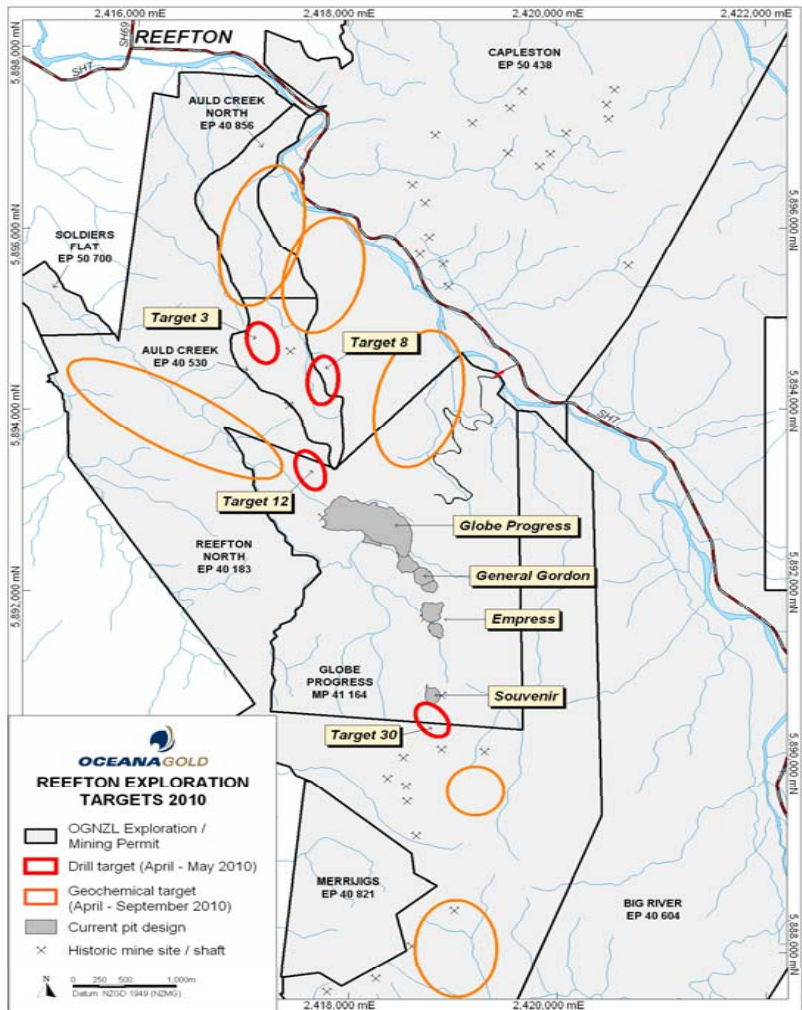 2,416,000 mE
2,418,000 mE
2,420,000 mE
2,422,000 mE
5,898,000 mN
SH69
REEFTON
SH7
CAPLESTON
EP 50 438
AULD CREEK
NORTH
EP 40 856
5,896,000 mN
5,896,000 mN
SOLDIERS
FLAT
EP 50 700
Target 3
Target 8
AULD CREEK
EP 40 530
5,894,000 mN
5,894,000 mN
SH7
Target 12
Globe Progress
REEFTON
NORTH
EP 40 183
General Gordon
5,892,000 mN
5,892,000 mN
Empress
GLOBE
PROGRESS
MP 41 164
Souvenir
Target 30
5,890,000 mN
MERRIJIGS
EP 40 821
BIG RIVER
EP 40 604
5,888,000 mN
OCEANAGOLD
REEFTON EXPLORATION
TARGETS 2010
OGNZL Exploration /
Mining Permit
Drill target (April - May 2010)
Geochemical target
(April - September 2010)
Current pit design
Historic mine site / shaft
N
0 250 500 1,000m
Datum: NZGD 1949 (NZMG)
2,418,000 mE
2,420,000 mE